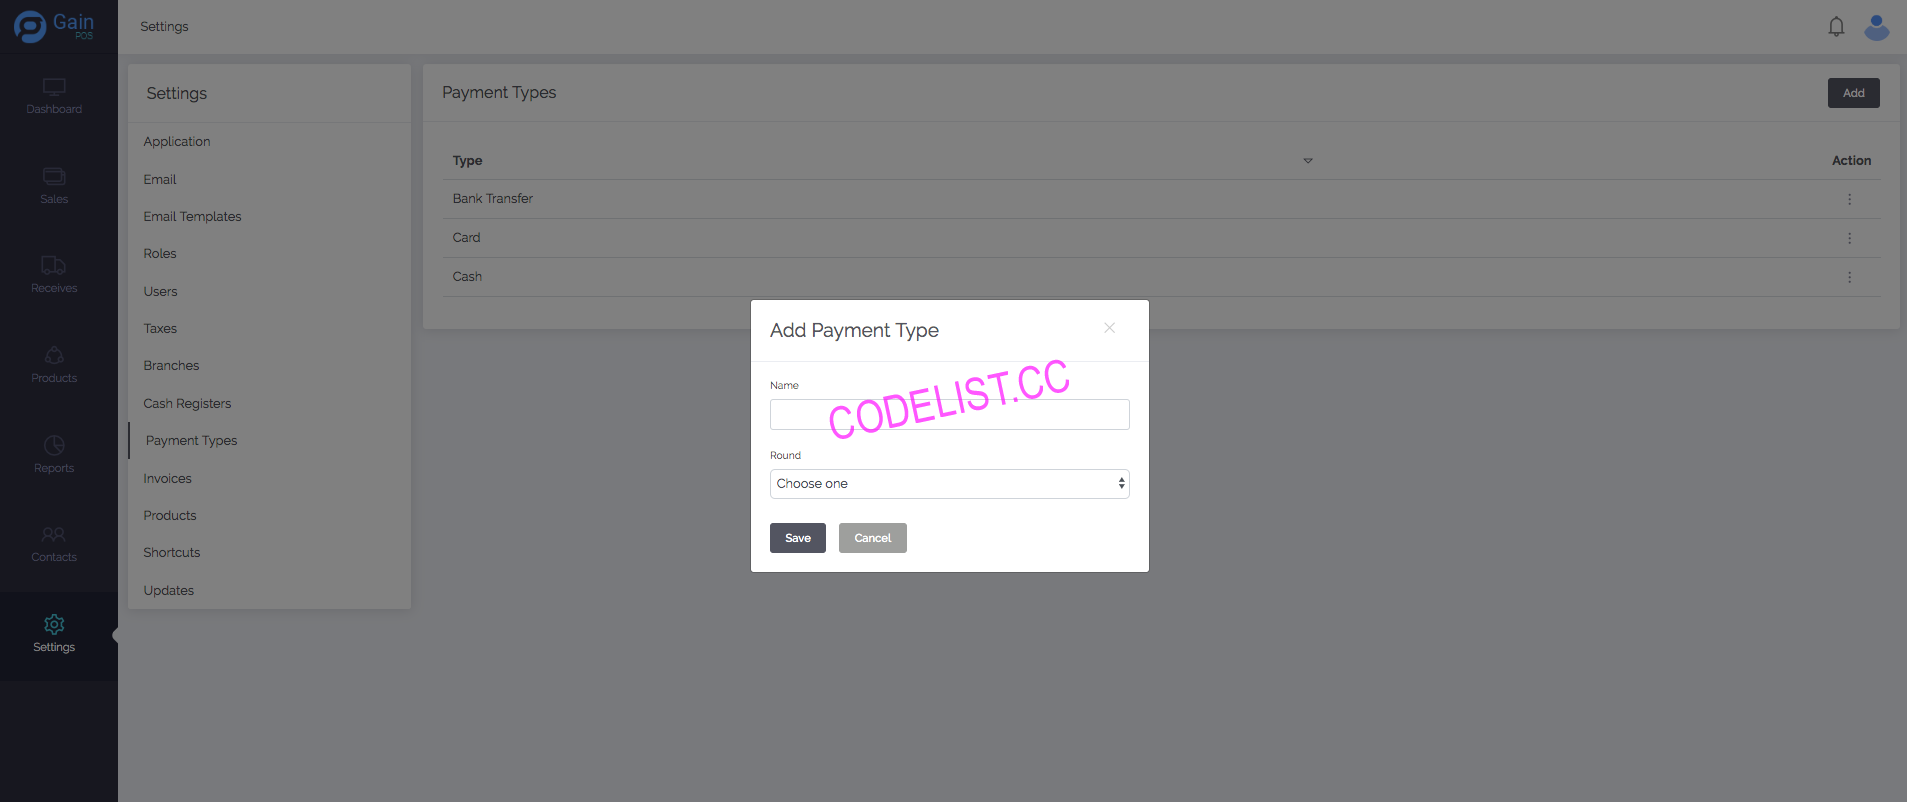 Gain
POS
Settings
Dashboard
Sales
Receives
Products
Reports
Contacts
Settings
Settings
Application
Email
Email Templates
Roles
Users
Taxes
Branches
Cash Registers
Payment Types
Invoices
Products
Shortcuts
Updates
Payment Types
Add
Type
Action
Bank Transfer
Card
Cash
Add Payment Type
Name
CODELIST.CC
Round
Choose one
Save
Cancel